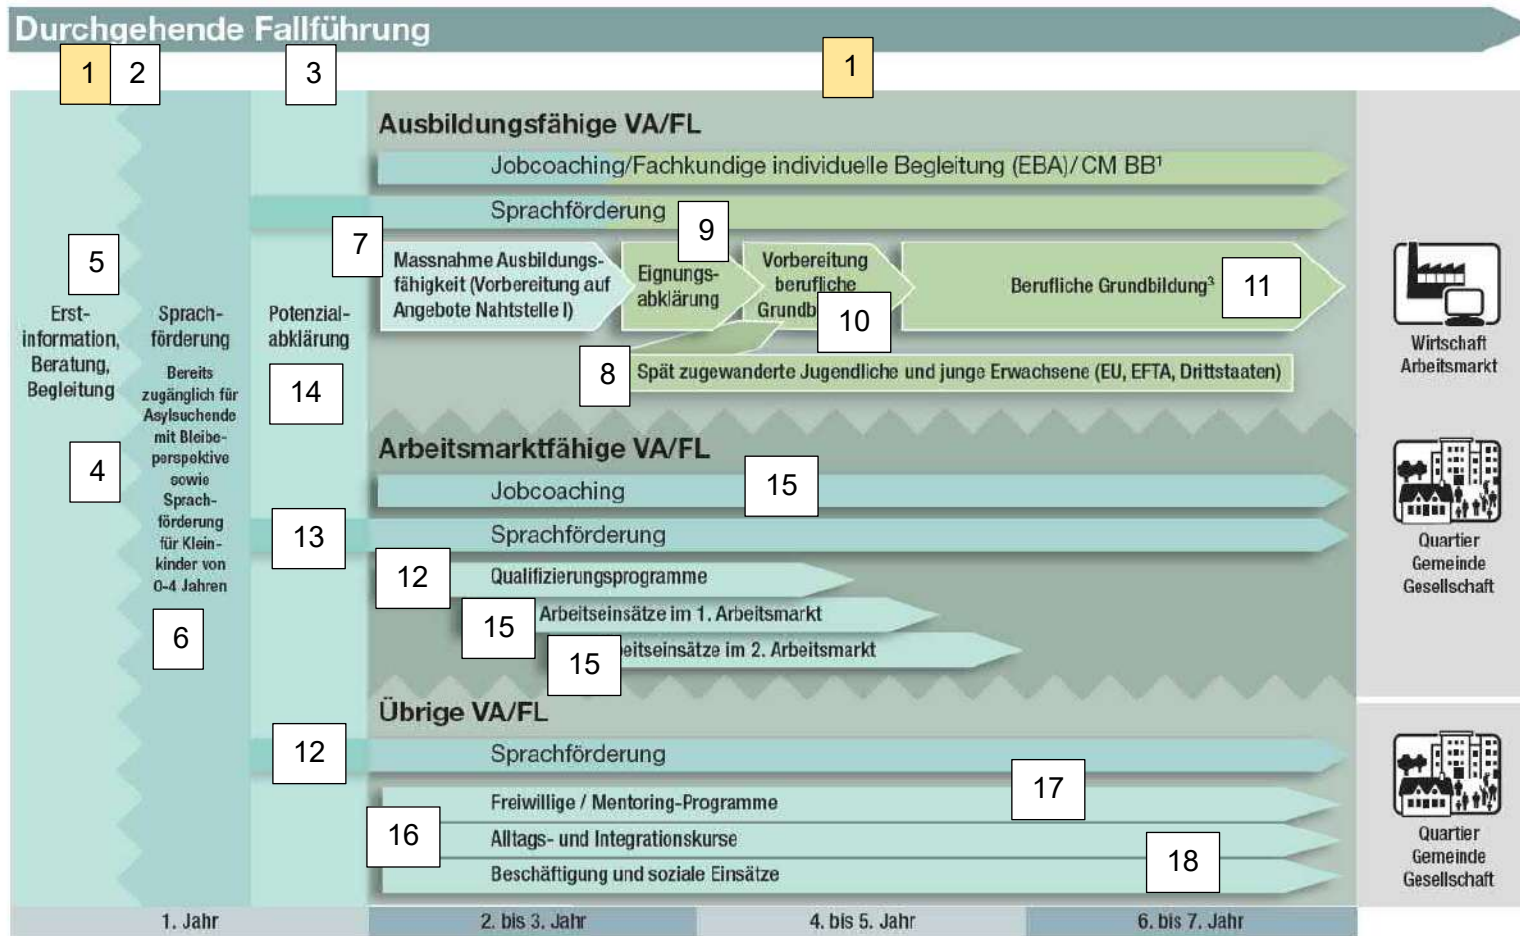 Durchgehende Fallführung
1
2
3
1
Ausbildungsfähige VA/FL
Jobcoaching/Fachkundige individuelle Begleitung (EBA)/CM BB¹
Sprachförderung
7
9
Massnahme Ausbildungs-
fähigkeit (Vorbereitung auf
Angebote Nahtstelle I)
Eignungs-
abklärung
Vorbereitung
berufliche
10
Berufliche Grundbildung³
11
8
Spät zugewanderte Jugendliche und junge Erwachsene (EU, EFTA, Drittstaaten)
5
Erst-
information,
Beratung,
Begleitung
4
Sprach-
förderung
Bereits
zugänglich für
Asylsuchende
mit Bleibe-
perspektive
sowie
Sprach-
förderung
für Klein-
kinder von
0-4 Jahren
6
Potenzial-
abklärung
14
Arbeitsmarktfähige VA/FL
Jobcoaching
15
13
Sprachförderung
12
Qualifizierungsprogramme
15
Arbeitseinsätze im 1. Arbeitsmarkt
15
im 2. Arbeitsmarkt
Übrige VA/FL
12
Sprachförderung
17
Freiwillige / Mentoring-Programme
16
Alltags- und Integrationskurse
18
Beschäftigung und soziale Einsätze
Wirtschaft
Arbeitsmarkt
Quartier
Gemeinde
Gesellschaft
Quartier
Gemeinde
Gesellschaft
1. Jahr
2. bis 3. Jahr
4. bis 5. Jahr
6. bis 7. Jahr